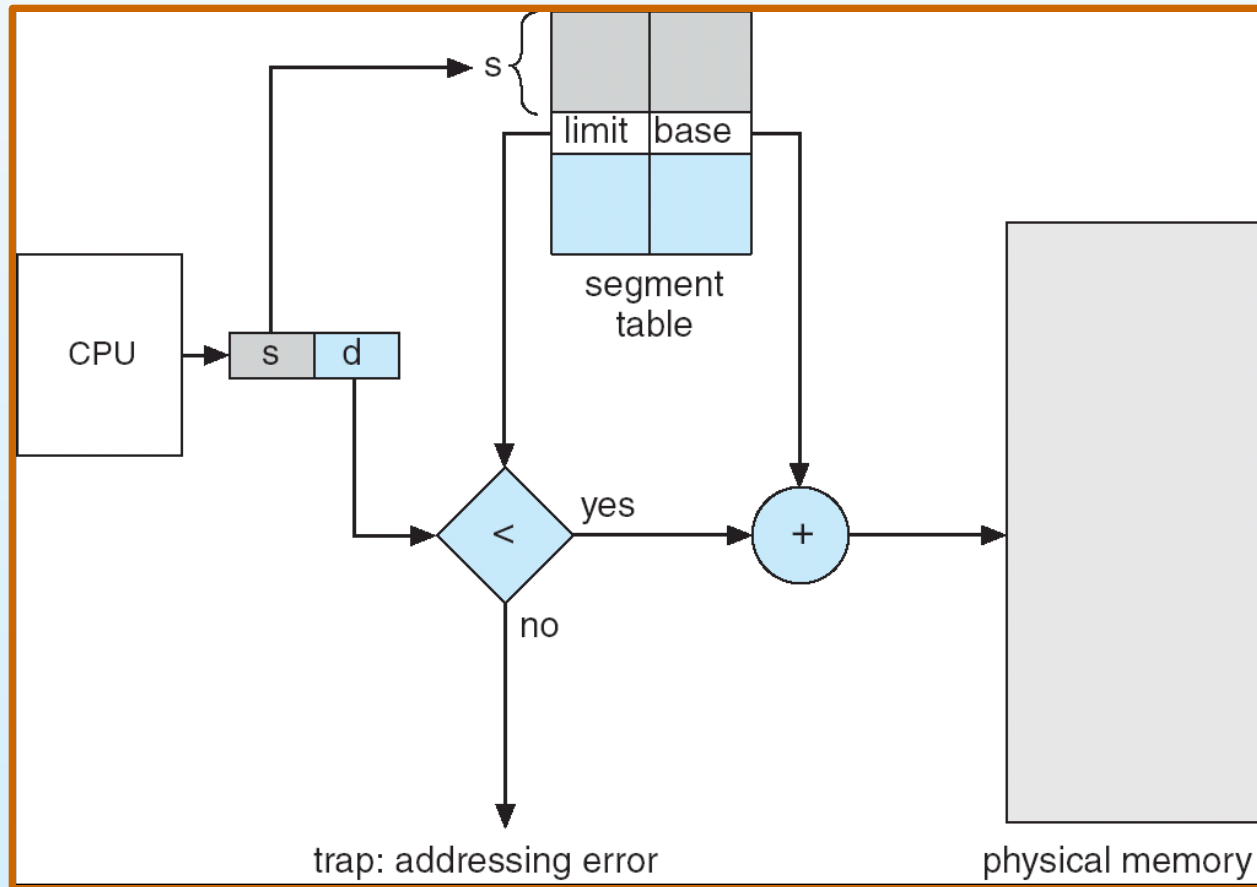 s
limit base
segment
table
CPU
s d
<
yes
+
no
trap: addressing error
physical memory